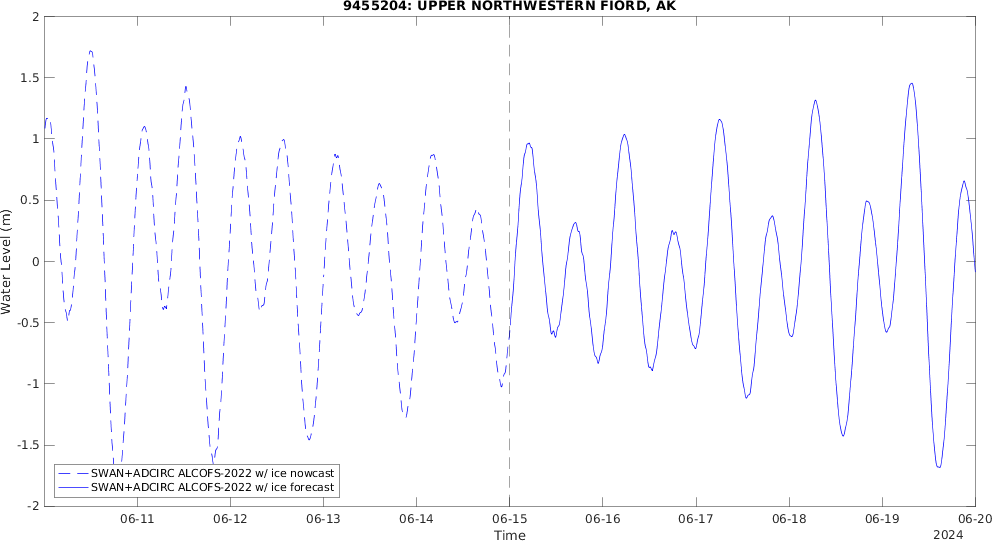 9455204: UPPER NORTHWESTERN FIORD, AK
2
1.5
1
0.5
0
-0.5
-1
-1.5
-2
Water Level (m)
SWAN+ADCIRC ALCOFS-2022 w/ ice nowcast
SWAN+ADCIRC ALCOFS-2022 w/ ice forecast
06-11 06-12 06-13 06-14 06-15 06-16 06-17 06-18 06-19 06-20
Time
2024